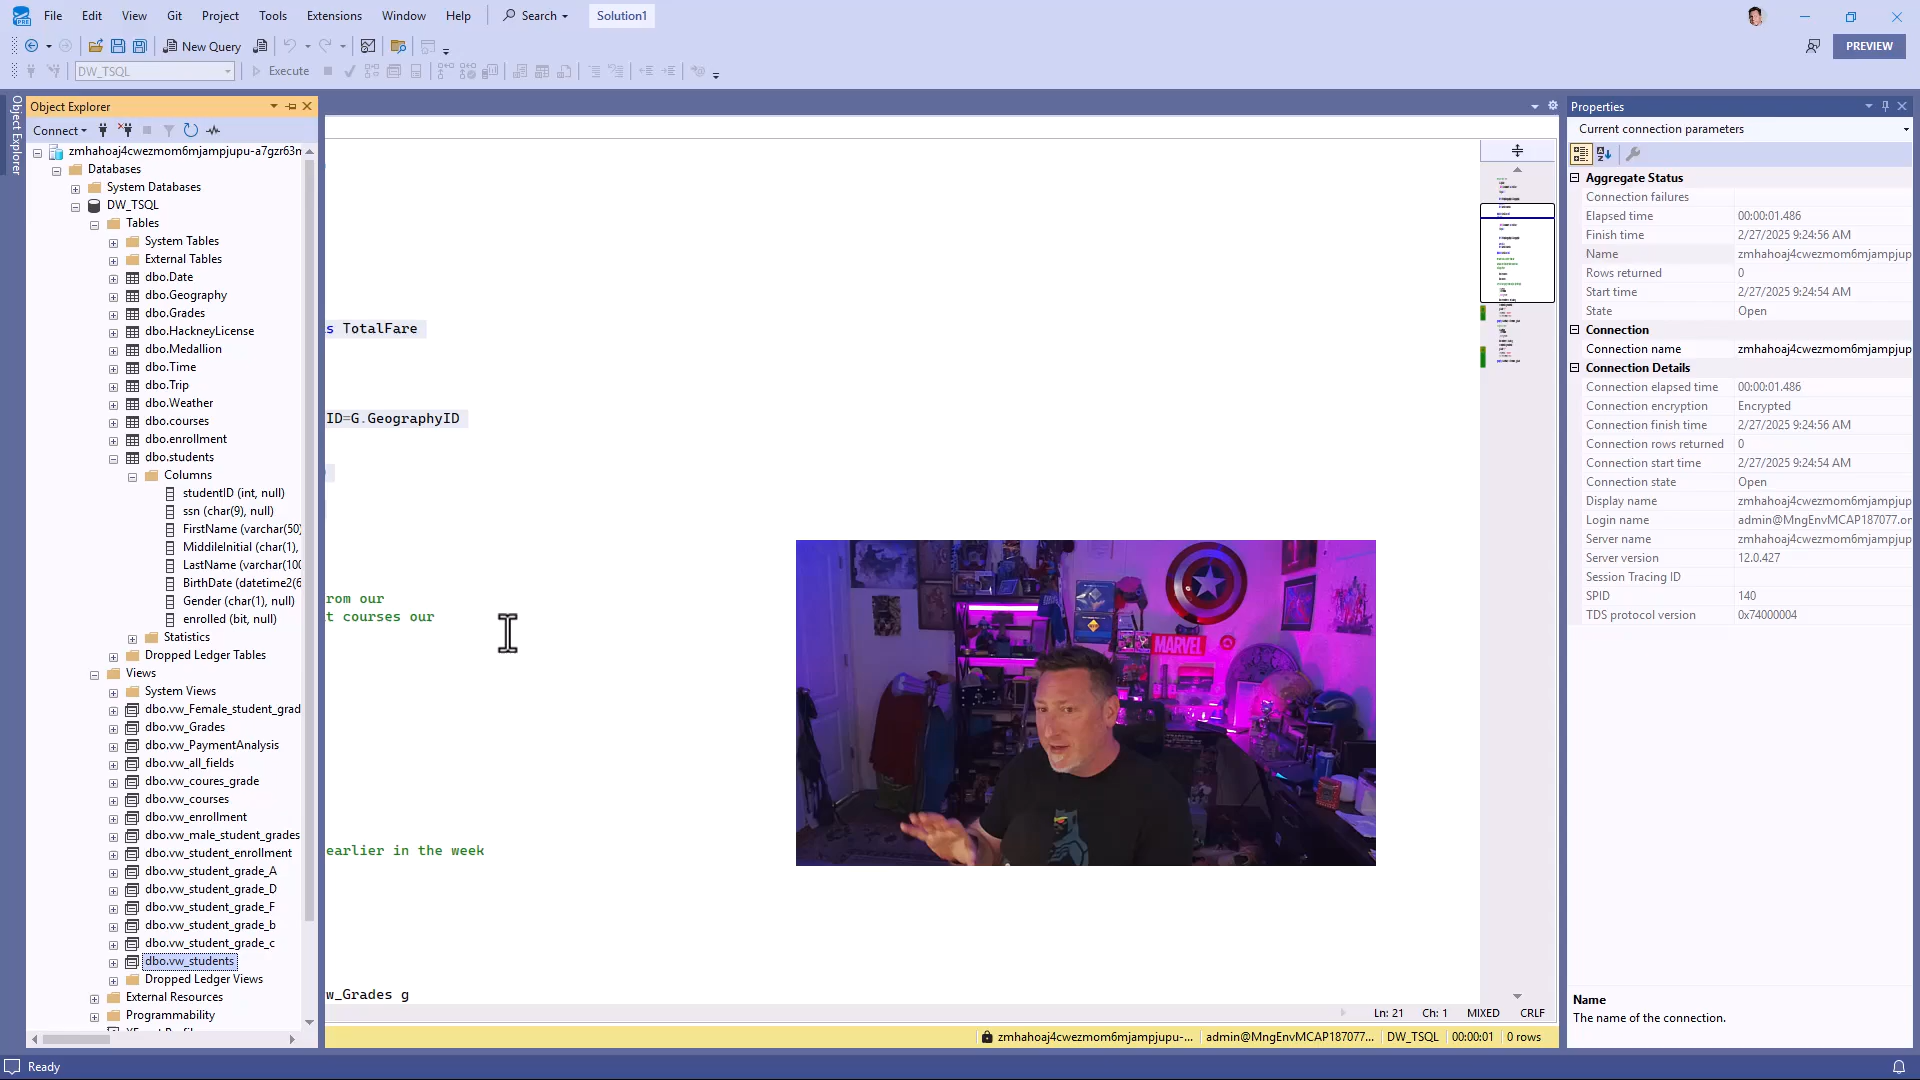 File Edit View Git Project Tools Extensions Window Help Search Solution1
New Query
PREVIEW
DW_TSQL Execute
Object Explorer
Object Explorer
Connect
zmhahoaj4cwezmom6mjampjupu-a7gzr63n
Databases
System Databases
DW_TSQL
Tables
System Tables
External Tables
dbo.Date
dbo.Geography
dbo.Grades
dbo.HackneyLicense
dbo.Medallion
dbo.Time
dbo.Trip
dbo.Weather
dbo.courses
dbo.enrollment
dbo.students
Columns
studentID (int, null)
ssn (char(9), null)
FirstName (varchar(50)
MiddileInitial (char(1),
LastName (varchar(100
BirthDate (datetime2(6
Gender (char(1), null)
enrolled (bit, null)
Statistics
Dropped Ledger Tables
Views
System Views
dbo.vw_Female_student_grad
dbo.vw_Grades
dbo.vw_PaymentAnalysis
dbo.vw_all_fields
dbo.vw_coures_grade
dbo.vw_courses
dbo.vw_enrollment
dbo.vw_male_student_grades
dbo.vw_student_enrollment
dbo.vw_student_grade_A
dbo.vw_student_grade_D
dbo.vw_student_grade_F
dbo.vw_student_grade_b
dbo.vw_student_grade_c
dbo.vw_students
Dropped Ledger Views
External Resources
Programmability
s TotalFare
ID=G.GeographyID
rom our
t courses our
earlier in the week
w_Grades g
MARVEL
Ln: 21 Ch: 1 MIXED CRLF
zmhahoaj4cwezmom6mjampjupu-... admin@MngEnvMCAP187077... DW_TSQL 00:00:01 0 rows
Properties
Current connection parameters
Aggregate Status
Connection failures
Elapsed time 00:00:01.486
Finish time 2/27/2025 9:24:56 AM
Name zmhahoaj4cwezmom6mjampjup
Rows returned 0
Start time 2/27/2025 9:24:54 AM
State Open
Connection
Connection name zmhahoaj4cwezmom6mjampjup
Connection Details
Connection elapsed time 00:00:01.486
Connection encryption Encrypted
Connection finish time 2/27/2025 9:24:56 AM
Connection rows returned 0
Connection start time 2/27/2025 9:24:54 AM
Connection state Open
Display name zmhahoaj4cwezmom6mjampjup
Login name admin@MngEnvMCAP187077.on
Server name zmhahoaj4cwezmom6mjampjup
Server version 12.0.427
Session Tracing ID
SPID 140
TDS protocol version 0x74000004
Name
The name of the connection.
Ready